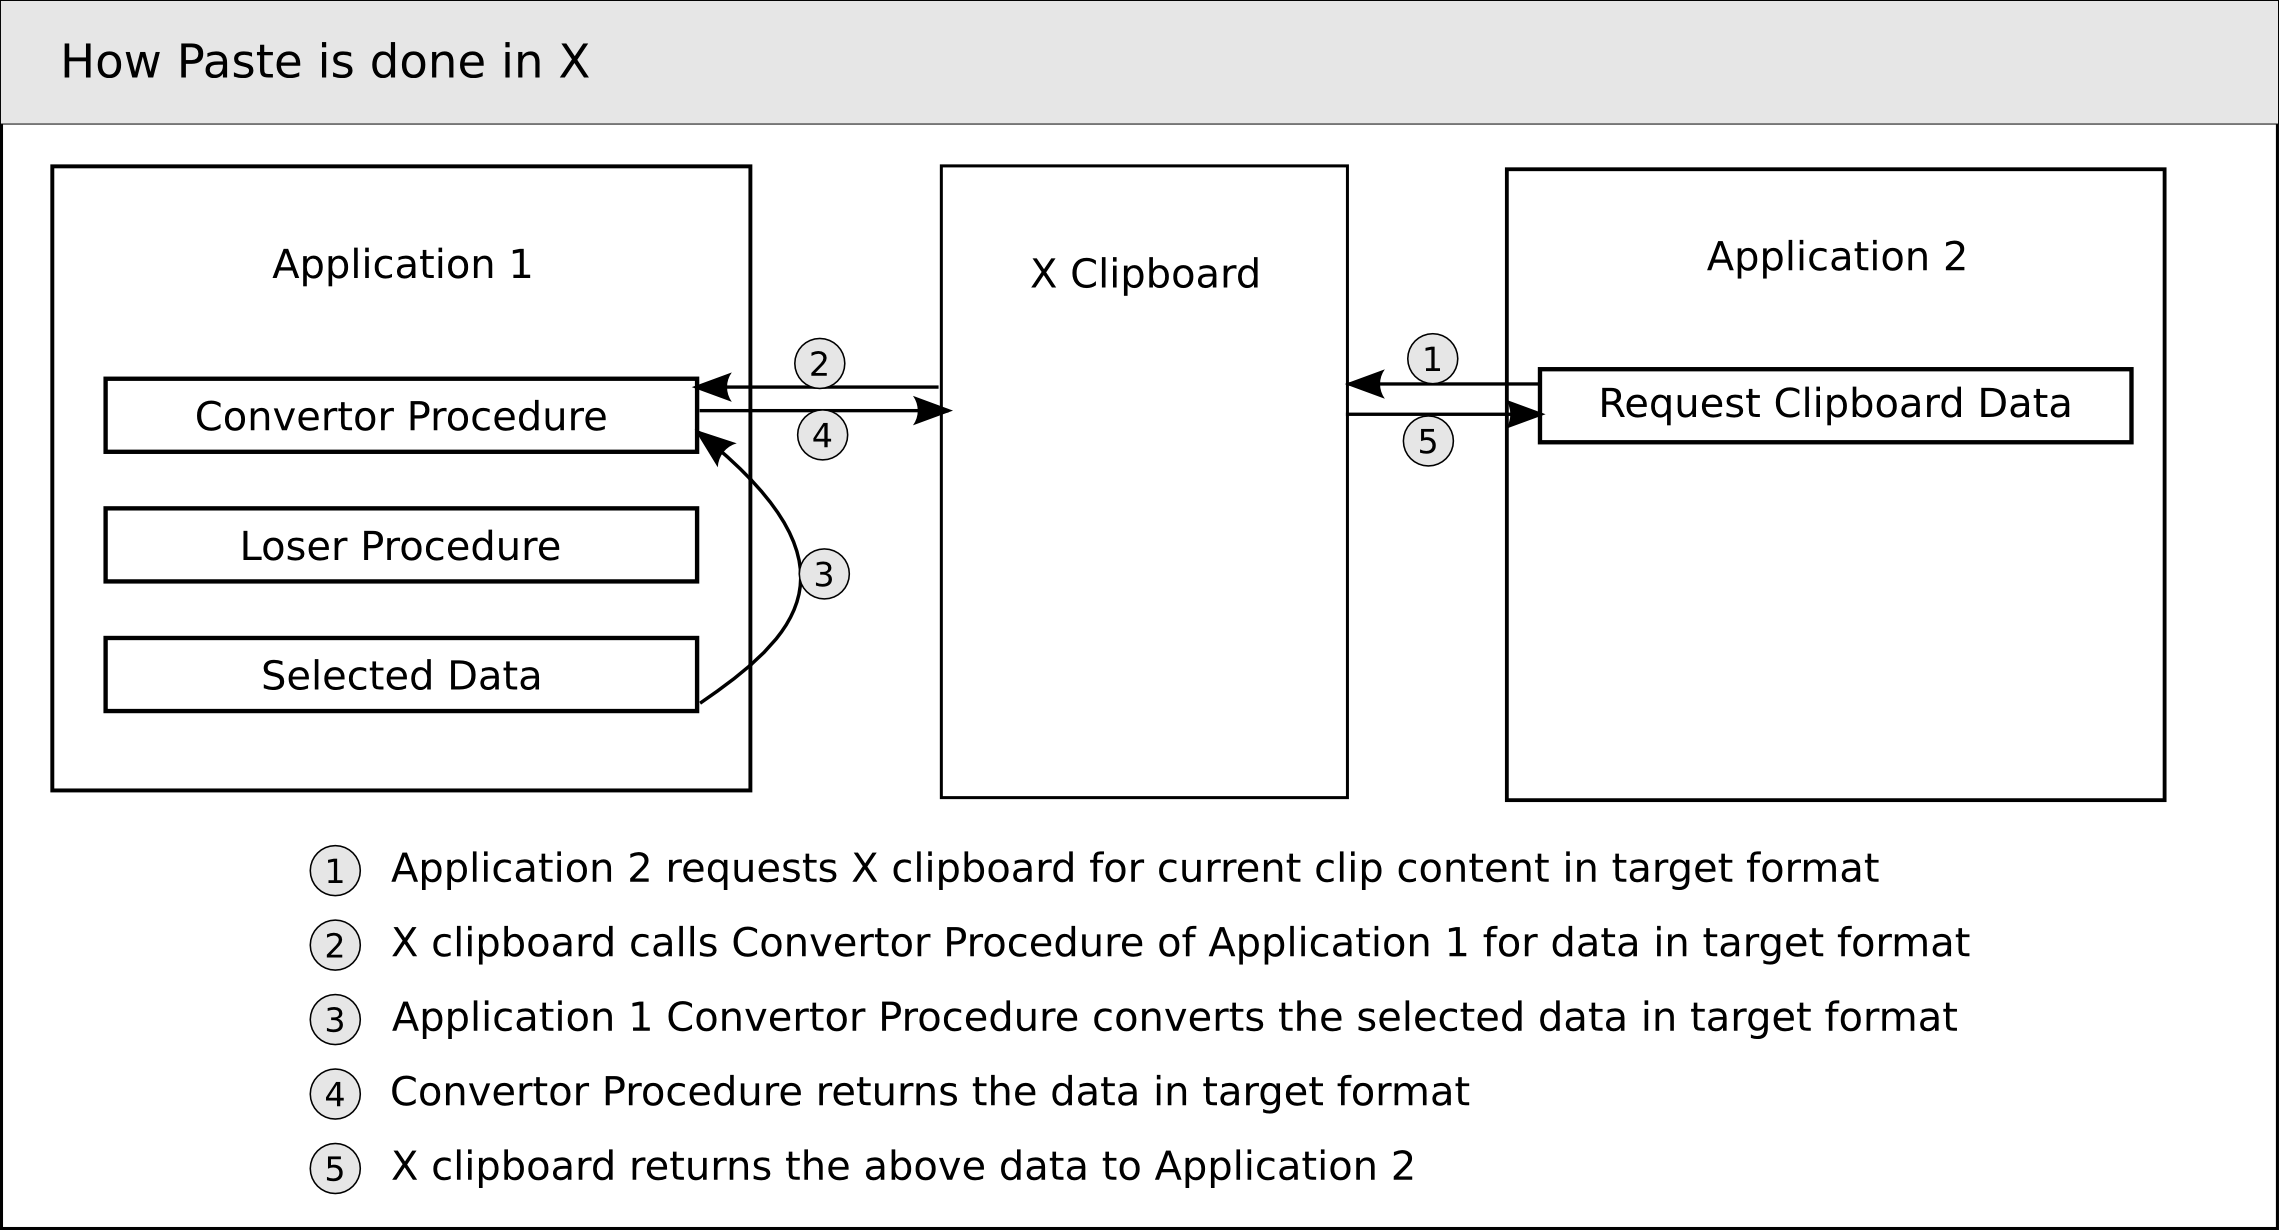 How Paste is done in X
Application 1
X Clipboard
Application 2
2
1
Convertor Procedure
Request Clipboard Data
4
5
Loser Procedure
3
Selected Data
1 Application 2 requests X clipboard for current clip content in target format
2 X clipboard calls Convertor Procedure of Application 1 for data in target format
3 Application 1 Convertor Procedure converts the selected data in target format
4 Convertor Procedure returns the data in target format
5 X clipboard returns the above data to Application 2